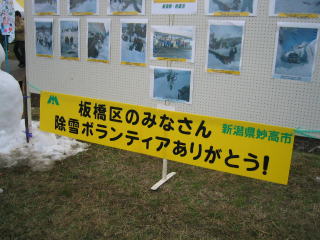 板橋区のみなさん
新潟県妙高市
除雪ボランティアありがとう!